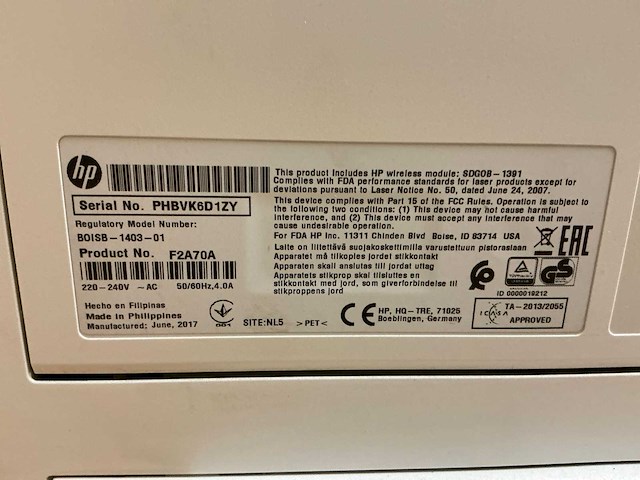 hp
This product Includes HP wireless module: SDGOB-1391
Complies with FDA performance standards for laser products except for
deviations pursuant to Laser Notice No. 50, dated June 24, 2007.
Serial No. PHBVK6D1ZY
This device complies with Part 15 of the FCC Rules. Operation is subject to
the following two conditions: (1) This device may not cause harmful
interference, and (2) This device must accept any interference that may
cause undesirable operation.
Regulatory Model Number:
BOISB-1403-01
For FDA HP Inc. 11311 Chinden Blvd Boise, ID 83714 USA
EAC
Product No. F2A70A
Laite on liitettävä suojakoskettimilla varustettuun pistorasiaan
Apparatet må tilkoples jordet stikkontakt
Apparaten skall anslutas till jordat uttag
Apparatets stikprop skal tilsluttes en
stikkontakt med jord, som giver forbindelse til
stikproppens jord
220-240V ~ AC 50/60Hz, 4.0A
GS
ID 0000018212
Hecho en Filipinas
Made in Philippines
Manufactured; June, 2017
001
SITE:NL5
>PET<
CE
HP, HQ-TRE, 71025
Boeblingen, Germany
ICASA
TA-2013/2055
APPROVED